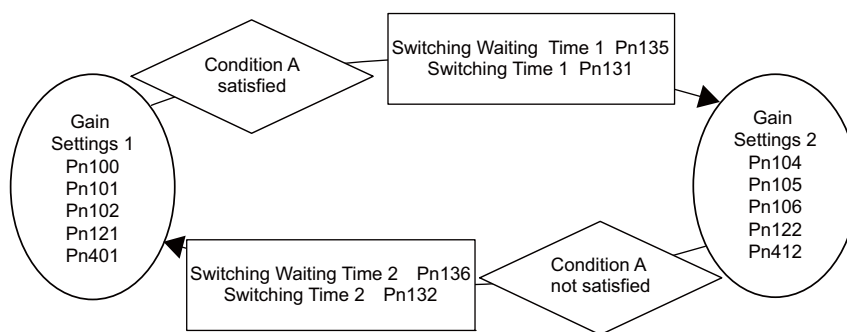 Condition A
satisfied
Switching Waiting Time 1 Pn135
Switching Time 1 Pn131
Gain
Settings 1
Pn100
Pn101
Pn102
Pn121
Pn401
Gain
Settings 2
Pn104
Pn105
Pn106
Pn122
Pn412
Switching Waiting Time 2 Pn136
Switching Time 2 Pn132
Condition A
not satisfied